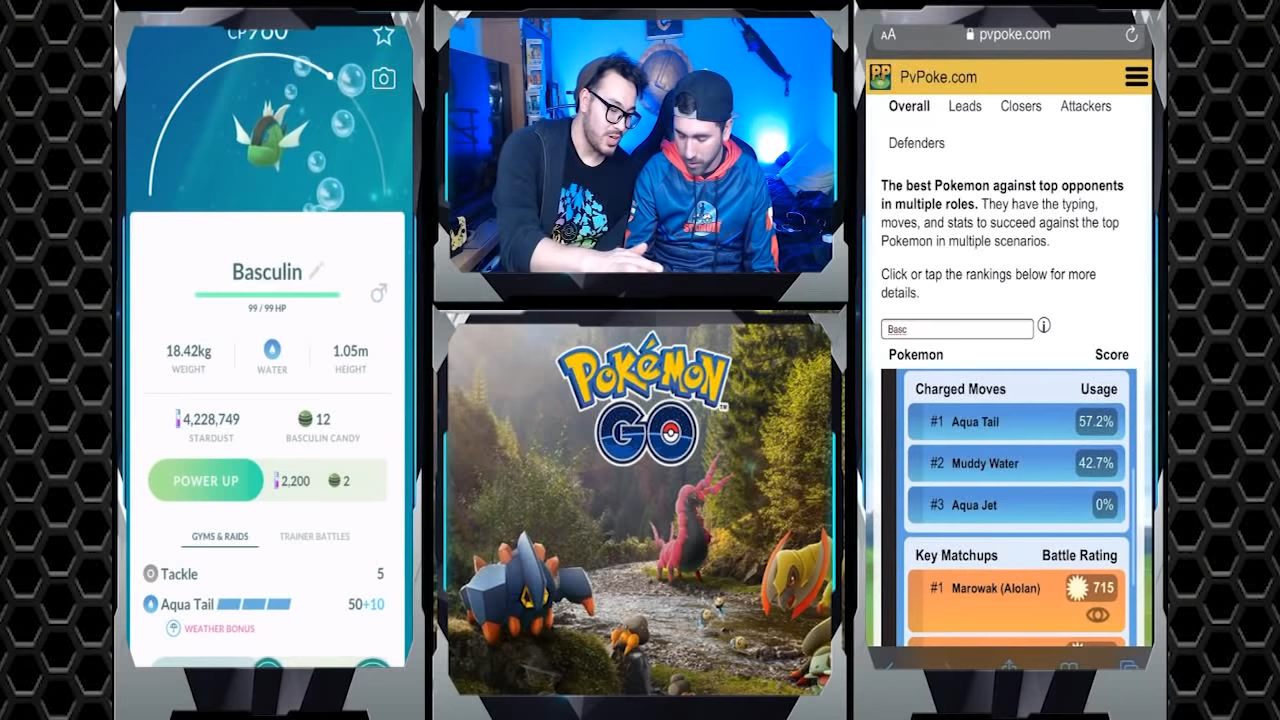 CP760
Basculin
99 / 99 HP
18.42kg
WEIGHT
WATER
1.05m
HEIGHT
4,228,749
STARDUST
12
BASCULIN CANDY
POWER UP
2,200
2
GYMS & RAIDS
TRAINER BATTLES
Tackle 5
Aqua Tail 50+10
WEATHER BONUS
POKÉMON
GO
AA
pvpoke.com
PP PvPoke.com
Overall Leads Closers Attackers
Defenders
The best Pokemon against top opponents
in multiple roles. They have the typing,
moves, and stats to succeed against the top
Pokemon in multiple scenarios.
Click or tap the rankings below for more
details.
Basc
Pokemon Score
Charged Moves Usage
#1 Aqua Tail 57.2%
#2 Muddy Water 42.7%
#3 Aqua Jet 0%
Key Matchups Battle Rating
#1 Marowak (Alolan) 715